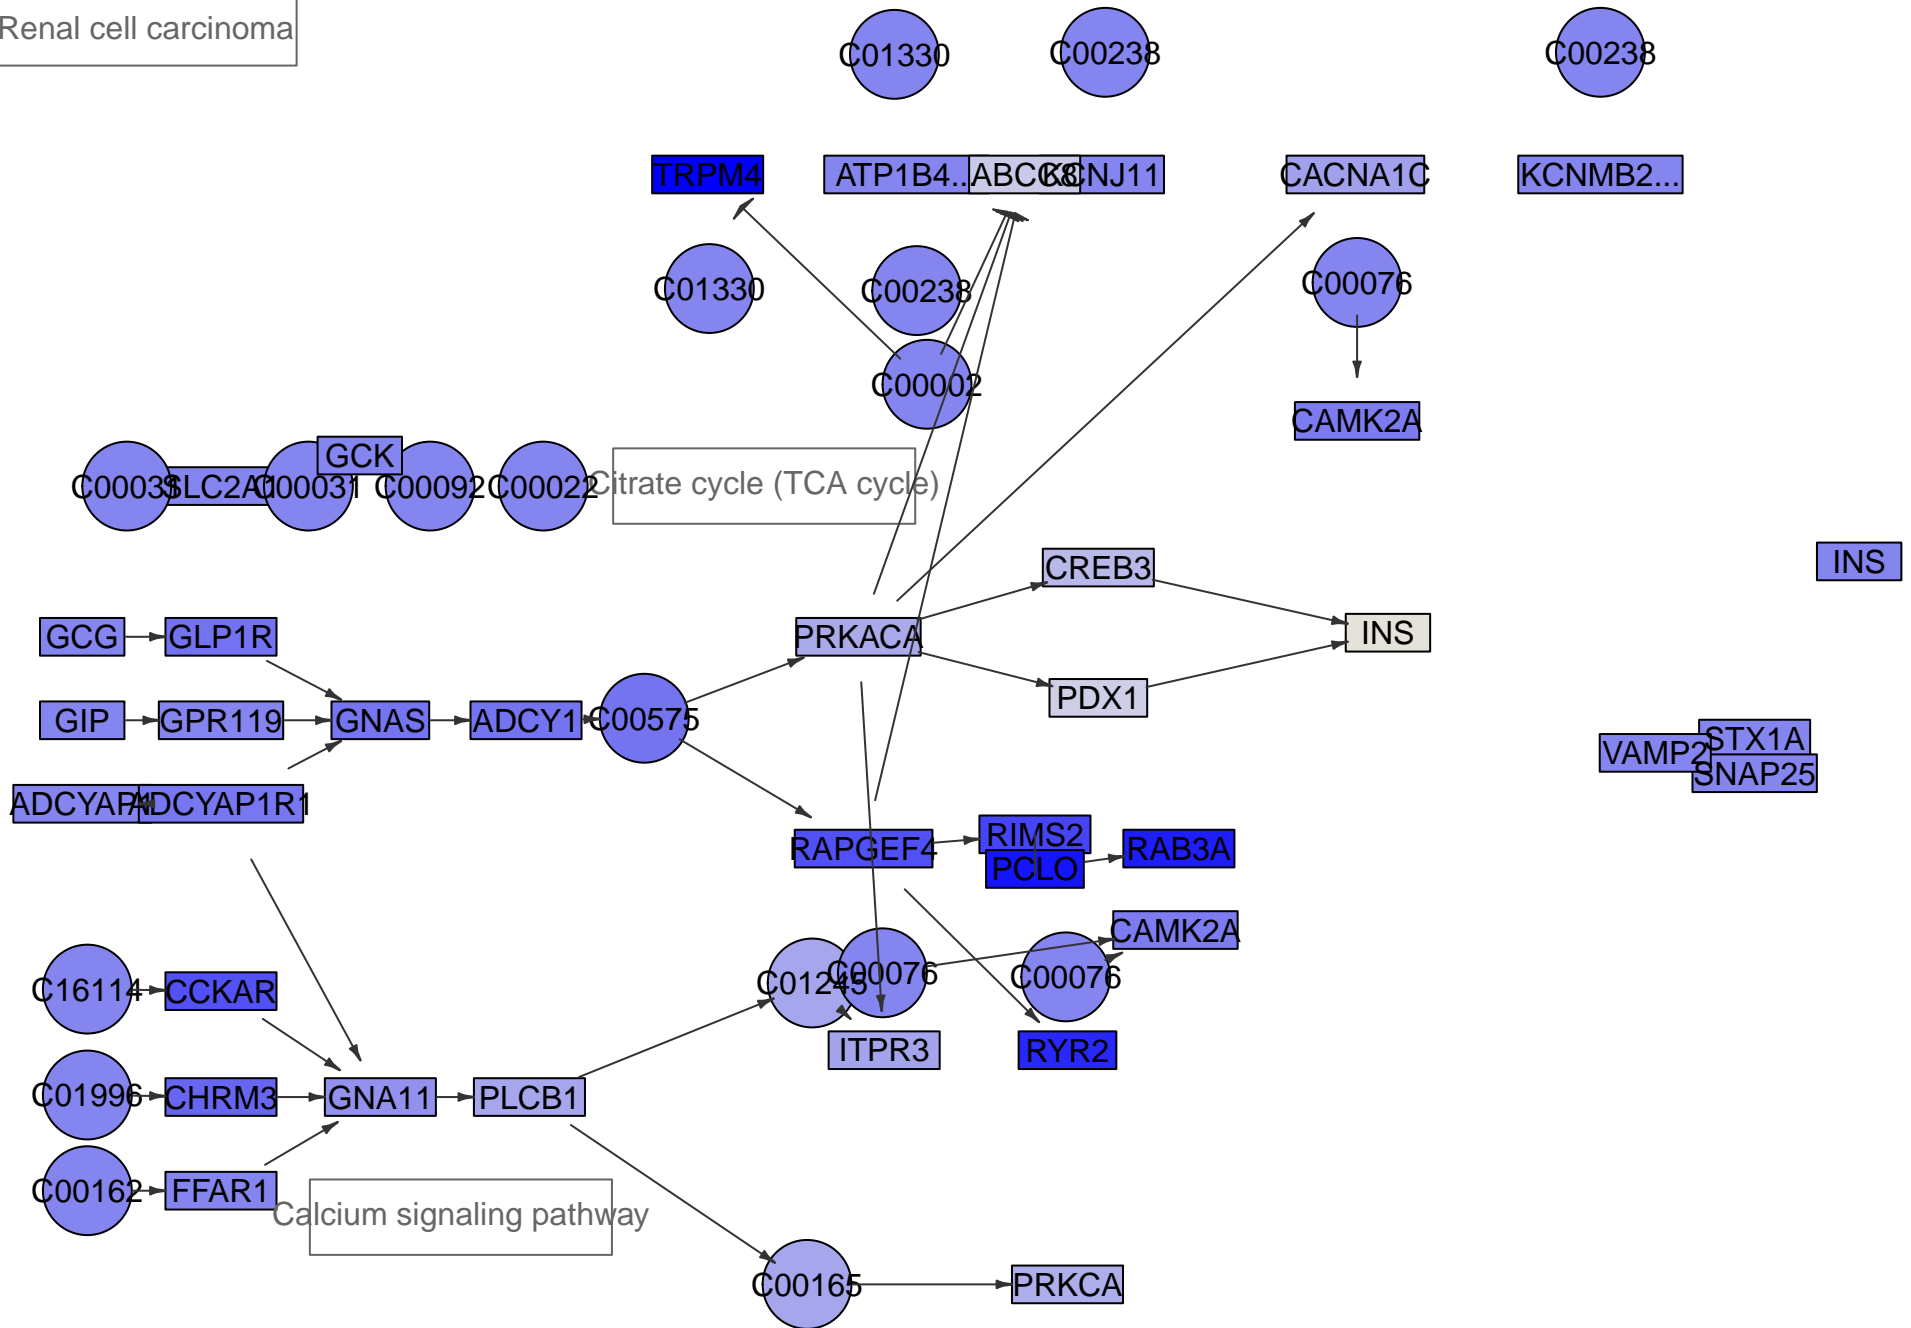 Renal cell carcinoma
C01330
C00238
C00238
TRPM4
ATP1B4...
ABCC8
KCNJ11
CACNA1C
KCNMB2...
C01330
C00238
C00076
C00002
CAMK2A
GCK
C00031
SLC2A1
C00031
C00092
C00022
Citrate cycle (TCA cycle)
CREB3
INS
GCG
GLP1R
PRKACA
INS
PDX1
GIP
GPR119
GNAS
ADCY1
C00575
STX1A
VAMP2
SNAP25
ADCYAP1
ADCYAP1R1
RAPGEF4
RIMS2
RAB3A
PCLO
CAMK2A
C16114
CCKAR
C01245
C00076
C00076
ITPR3
RYR2
C01996
CHRM3
GNA11
PLCB1
C00162
FFAR1
Calcium signaling pathway
C00165
PRKCA